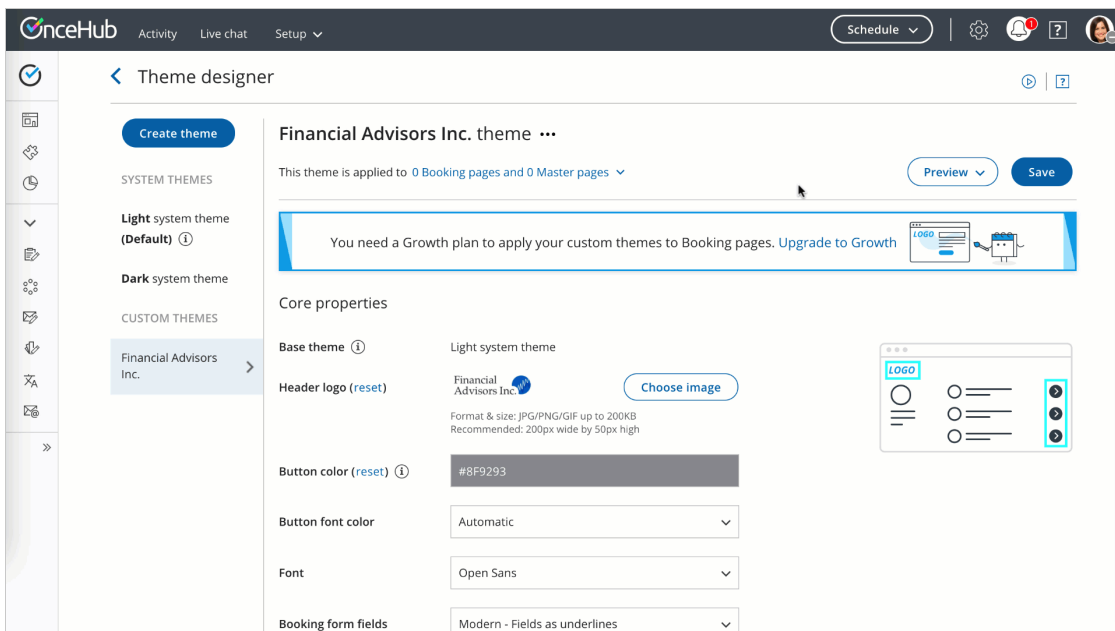 OnceHub Activity Live chat Setup Schedule 1 ?
Theme designer ?
Create theme
SYSTEM THEMES
Light system theme
(Default) i
Dark system theme
CUSTOM THEMES
Financial Advisors
Inc.
Financial Advisors Inc. theme •••
This theme is applied to 0 Booking pages and 0 Master pages
Preview Save
You need a Growth plan to apply your custom themes to Booking pages. Upgrade to Growth
LOGO
Core properties
Base theme i Light system theme
Header logo (reset)
Financial
Advisors Inc.
Choose image
Format & size: JPG/PNG/GIF up to 200KB
Recommended: 200px wide by 50px high
LOGO
Button color (reset) i #8F9293
Button font color Automatic
Font Open Sans
Booking form fields Modern - Fields as underlines